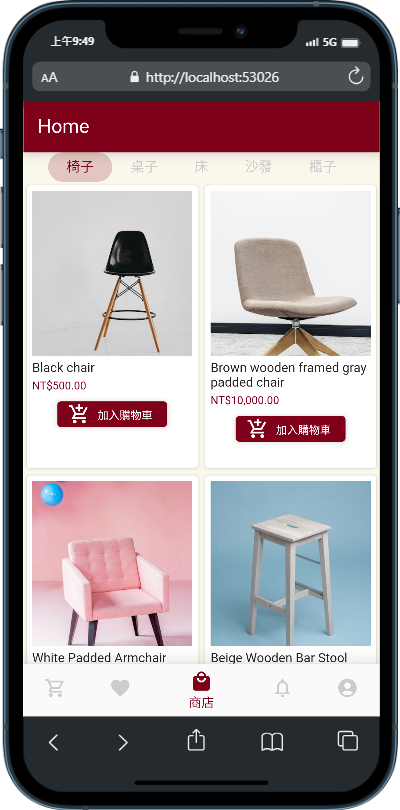 上午9:49
5G
AA
http://localhost:53026
Home
椅子
桌子
床
沙發
櫃子
Black chair
NT$500.00
加入購物車
Brown wooden framed gray
padded chair
NT$10,000.00
加入購物車
White Padded Armchair
Beige Wooden Bar Stool
商店